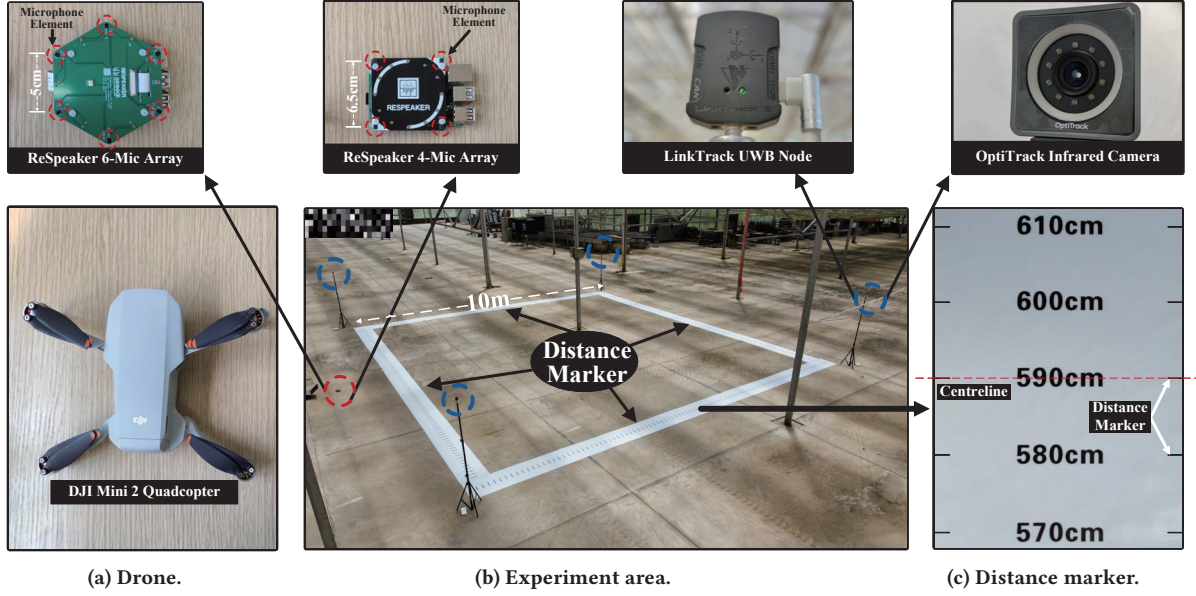 Microphone
Element
5cm
ReSpeaker 6-Mic Array
Microphone
Element
6.5cm
RESPEAKER
ReSpeaker 4-Mic Array
LinkTrack UWB Node
OptiTrack
OptiTrack Infrared Camera
dji
DJI Mini 2 Quadcopter
10m
Distance
Marker
610cm
600cm
590cm
Centreline
Distance
Marker
580cm
570cm
(a) Drone.
(b) Experiment area.
(c) Distance marker.